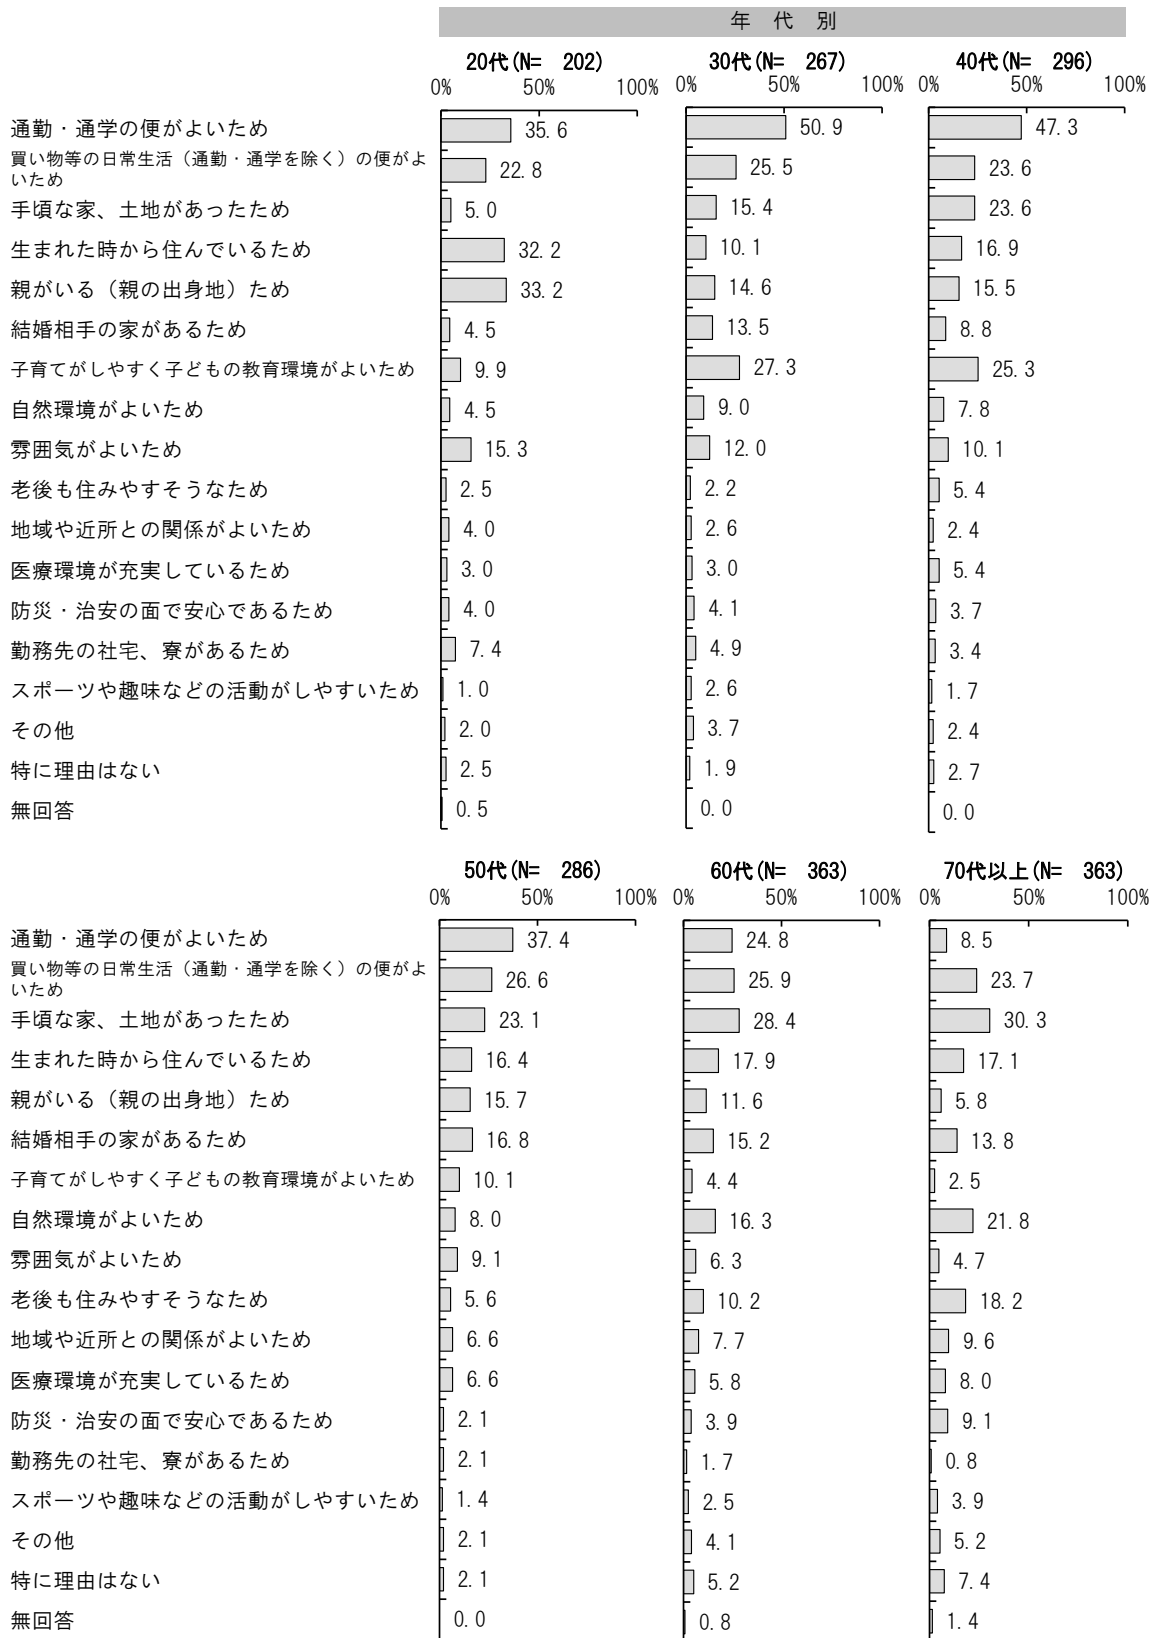 年　代　別
20代(N=　202)　30代(N=　267)　40代(N=　296)
0%　50%　100%　0%　50%　100%　0%　50%　100%
通勤・通学の便がよいため　35.6　50.9　47.3
買い物等の日常生活（通勤・通学を除く）の便がよ
いため　22.8　25.5　23.6
手頃な家、土地があったため　5.0　15.4　23.6
生まれた時から住んでいるため　32.2　10.1　16.9
親がいる（親の出身地）ため　33.2　14.6　15.5
結婚相手の家があるため　4.5　13.5　8.8
子育てがしやすく子どもの教育環境がよいため　9.9　27.3　25.3
自然環境がよいため　4.5　9.0　7.8
雰囲気がよいため　15.3　12.0　10.1
老後も住みやすそうなため　2.5　2.2　5.4
地域や近所との関係がよいため　4.0　2.6　2.4
医療環境が充実しているため　3.0　3.0　5.4
防災・治安の面で安心であるため　4.0　4.1　3.7
勤務先の社宅、寮があるため　7.4　4.9　3.4
スポーツや趣味などの活動がしやすいため　1.0　2.6　1.7
その他　2.0　3.7　2.4
特に理由はない　2.5　1.9　2.7
無回答　0.5　0.0　0.0
50代(N=　286)　60代(N=　363)　70代以上(N=　363)
0%　50%　100%　0%　50%　100%　0%　50%　100%
通勤・通学の便がよいため　37.4　24.8　8.5
買い物等の日常生活（通勤・通学を除く）の便がよ
いため　26.6　25.9　23.7
手頃な家、土地があったため　23.1　28.4　30.3
生まれた時から住んでいるため　16.4　17.9　17.1
親がいる（親の出身地）ため　15.7　11.6　5.8
結婚相手の家があるため　16.8　15.2　13.8
子育てがしやすく子どもの教育環境がよいため　10.1　4.4　2.5
自然環境がよいため　8.0　16.3　21.8
雰囲気がよいため　9.1　6.3　4.7
老後も住みやすそうなため　5.6　10.2　18.2
地域や近所との関係がよいため　6.6　7.7　9.6
医療環境が充実しているため　6.6　5.8　8.0
防災・治安の面で安心であるため　2.1　3.9　9.1
勤務先の社宅、寮があるため　2.1　1.7　0.8
スポーツや趣味などの活動がしやすいため　1.4　2.5　3.9
その他　2.1　4.1　5.2
特に理由はない　2.1　5.2　7.4
無回答　0.0　0.8　1.4